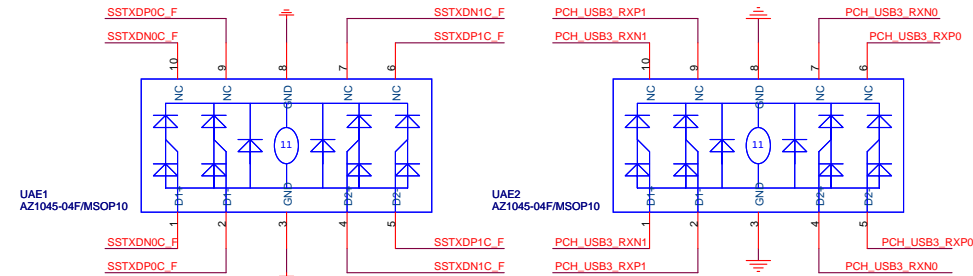 SSTXDP0C_F SSTXDN1C_F PCH_USB3_RXP1 PCH_USB3_RXN0
SSTXDN0C_F SSTXDP1C_F PCH_USB3_RXN1 PCH_USB3_RXP0
10 9 8 7 6 10 9 8 7 6
NC NC GND NC NC NC NC GND NC NC
11 11
D1+ D1- GND D2+ D2- D1+ D1- GND D2+ D2-
UAE1 UAE2
AZ1045-04F/MSOP10 AZ1045-04F/MSOP10
1 2 3 4 5 1 2 3 4 5
SSTXDN0C_F SSTXDP1C_F PCH_USB3_RXN1 PCH_USB3_RXP0
SSTXDP0C_F SSTXDN1C_F PCH_USB3_RXP1 PCH_USB3_RXN0